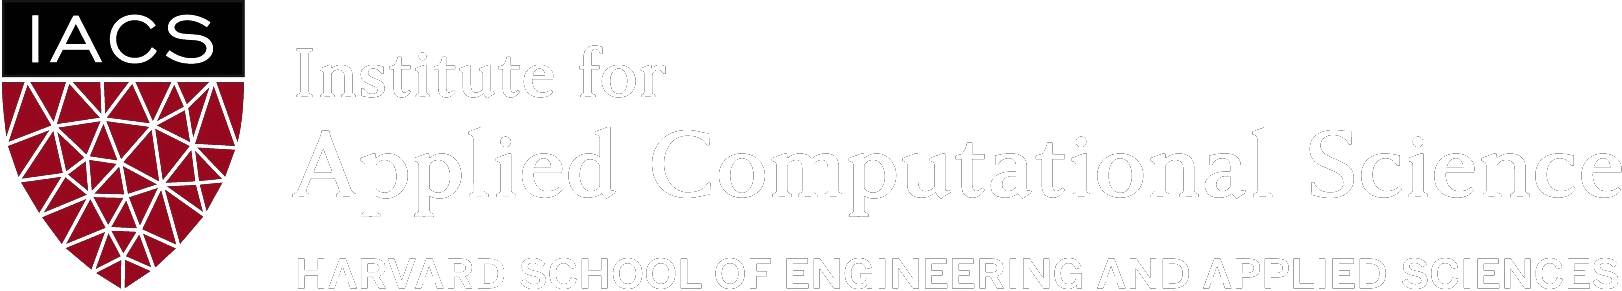 IACS
Institute for
Applied Computational Science
HARVARD SCHOOL OF ENGINEERING AND APPLIED SCIENCES